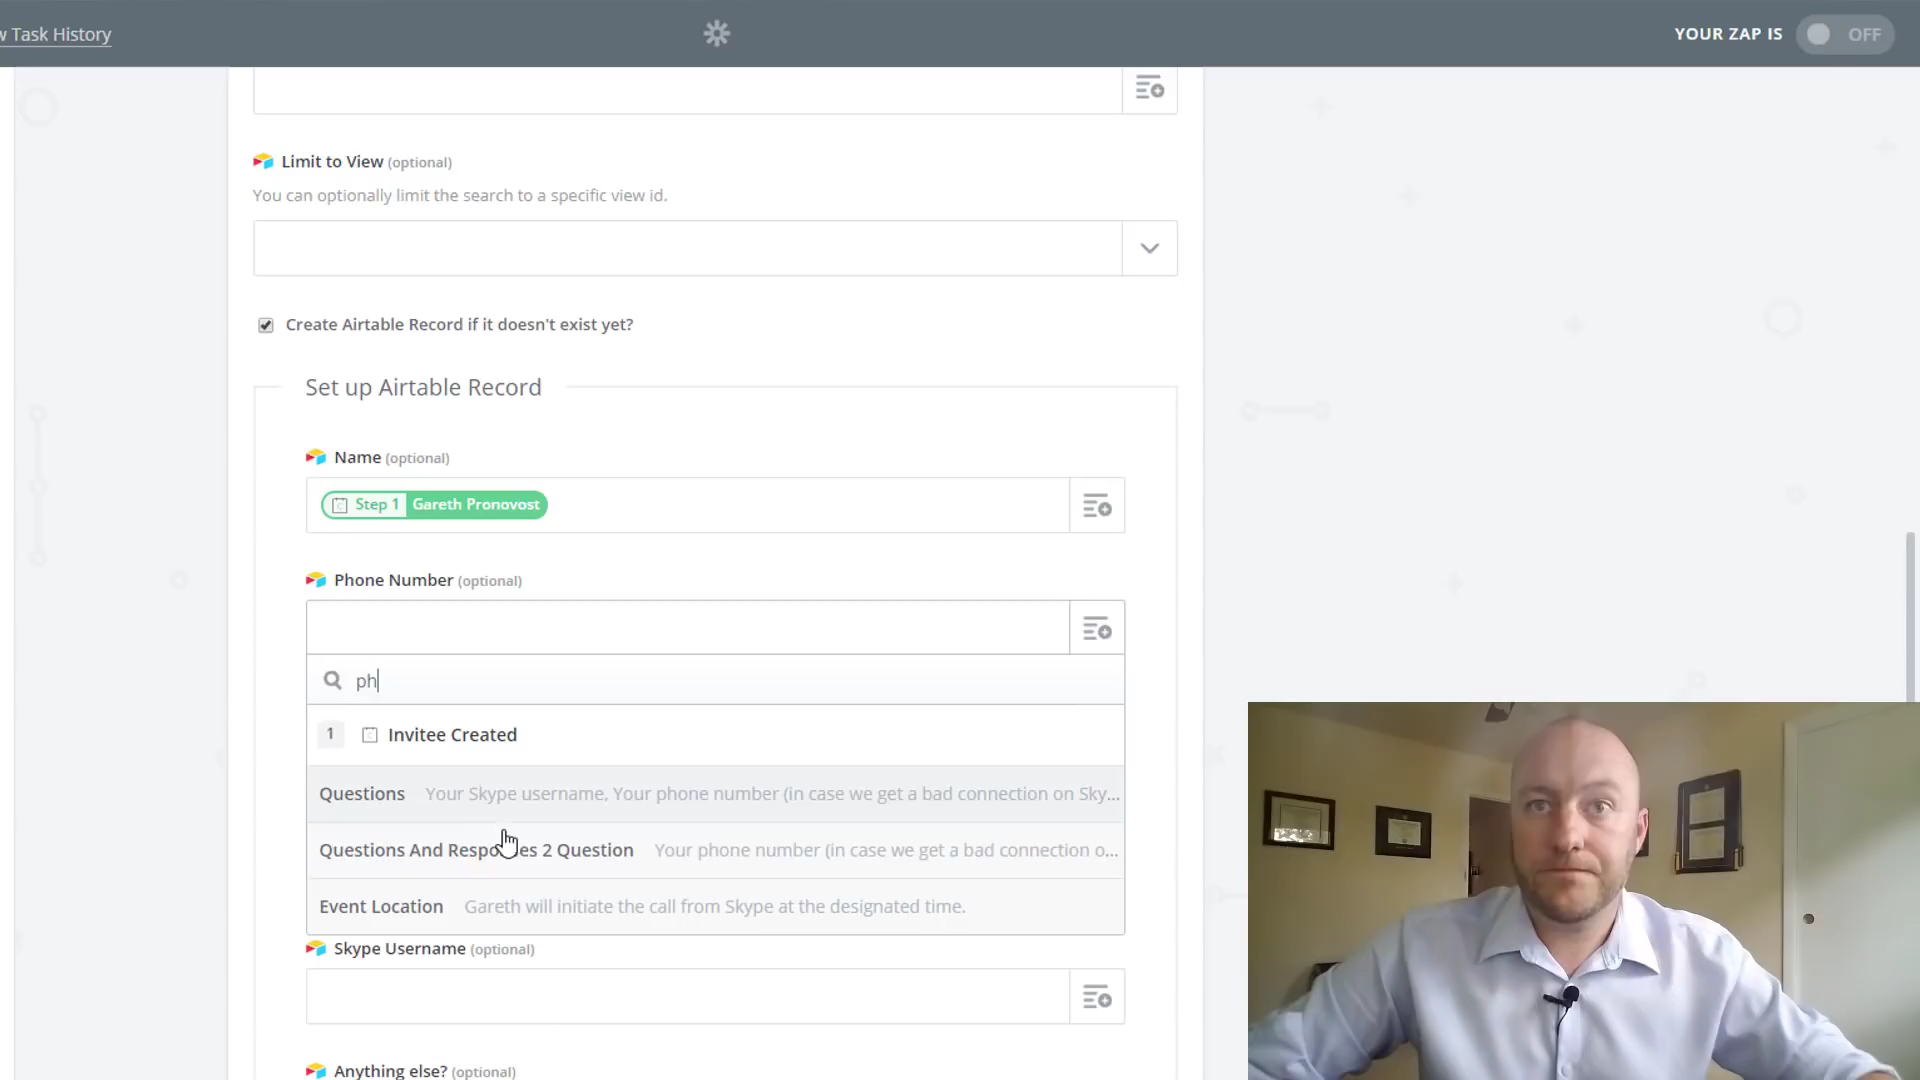 w Task History
YOUR ZAP IS OFF
Limit to View (optional)
You can optionally limit the search to a specific view id.
Create Airtable Record if it doesn't exist yet?
Set up Airtable Record
Name (optional)
Step 1 Gareth Pronovost
Phone Number (optional)
ph
1 Invitee Created
Questions Your Skype username, Your phone number (in case we get a bad connection on Sky...
Questions And Responses 2 Question Your phone number (in case we get a bad connection o...
Event Location Gareth will initiate the call from Skype at the designated time.
Skype Username (optional)
Anything else? (optional)